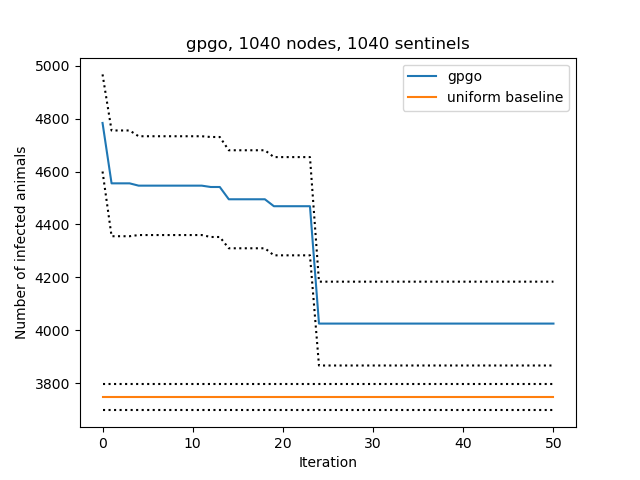 gpgo, 1040 nodes, 1040 sentinels
5000
4800
4600
4400
4200
4000
3800
Number of infected animals
gpgo
uniform baseline
0 10 20 30 40 50
Iteration